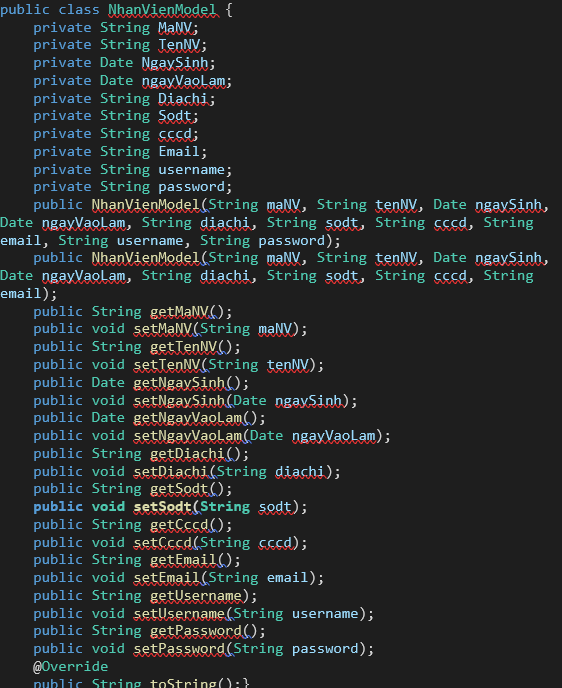 public class NhanVienModel {
    private String MaNV;
    private String TenNV;
    private Date NgaySinh;
    private Date ngayVaoLam;
    private String Diachi;
    private String Sodt;
    private String cccd;
    private String Email;
    private String username;
    private String password;
    public NhanVienModel(String maNV, String tenNV, Date ngaySinh,
Date ngayVaoLam, String diachi, String sodt, String cccd, String
email, String username, String password);
    public NhanVienModel(String maNV, String tenNV, Date ngaySinh,
Date ngayVaoLam, String diachi, String sodt, String cccd, String
email);
    public String getMaNV();
    public void setMaNV(String maNV);
    public String getTenNV();
    public void setTenNV(String tenNV);
    public Date getNgaySinh();
    public void setNgaySinh(Date ngaySinh);
    public Date getNgayVaoLam();
    public void setNgayVaoLam(Date ngayVaoLam);
    public String getDiachi();
    public void setDiachi(String diachi);
    public String getSodt();
    public void setSodt(String sodt);
    public String getCccd();
    public void setCccd(String cccd);
    public String getEmail();
    public void setEmail(String email);
    public String getUsername);
    public void setUsername(String username);
    public String getPassword();
    public void setPassword(String password);
    @Override
    public String toString();}